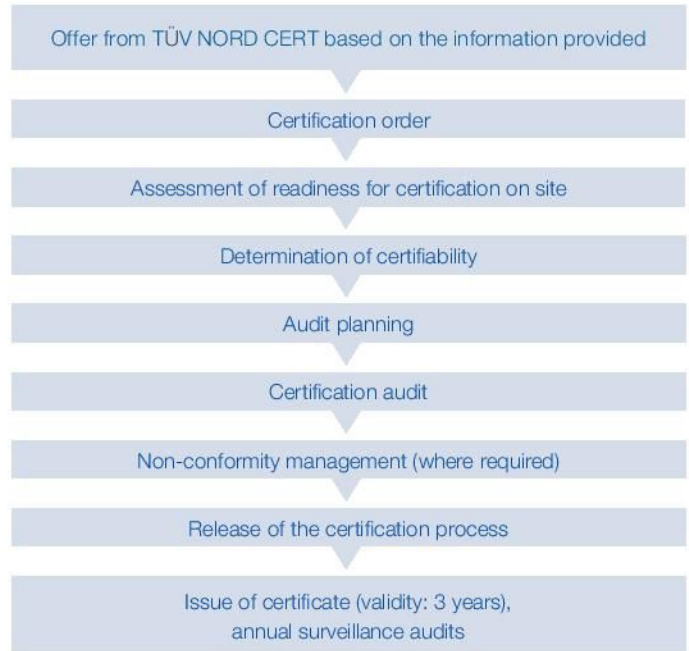 Offer from TÜV NORD CERT based on the information provided
Certification order
Assessment of readiness for certification on site
Determination of certifiability
Audit planning
Certification audit
Non-conformity management (where required)
Release of the certification process
Issue of certificate (validity: 3 years),
annual surveillance audits